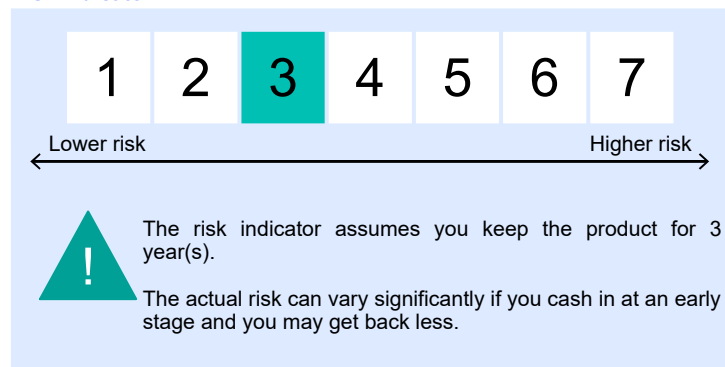 1 2 3 4 5 6 7
Lower risk Higher risk
!
The risk indicator assumes you keep the product for 3
year(s).
The actual risk can vary significantly if you cash in at an early
stage and you may get back less.